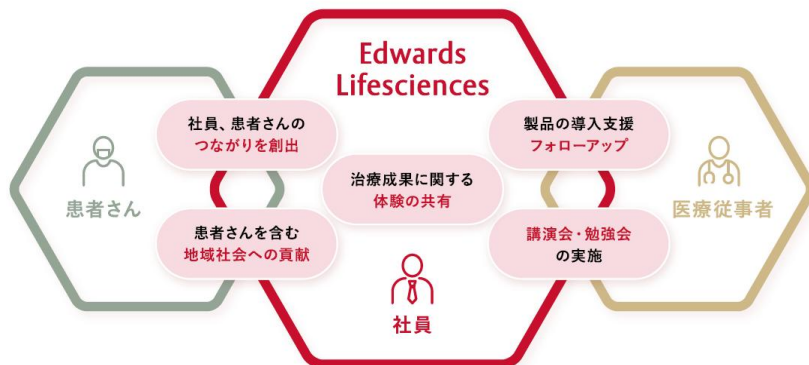 Edwards
Lifesciences
社員、患者さんの
つながりを創出
製品の導入支援
フォローアップ
治療成果に関する
体験の共有
患者さん
医療従事者
患者さんを含む
地域社会への貢献
講演会・勉強会
の実施
社員